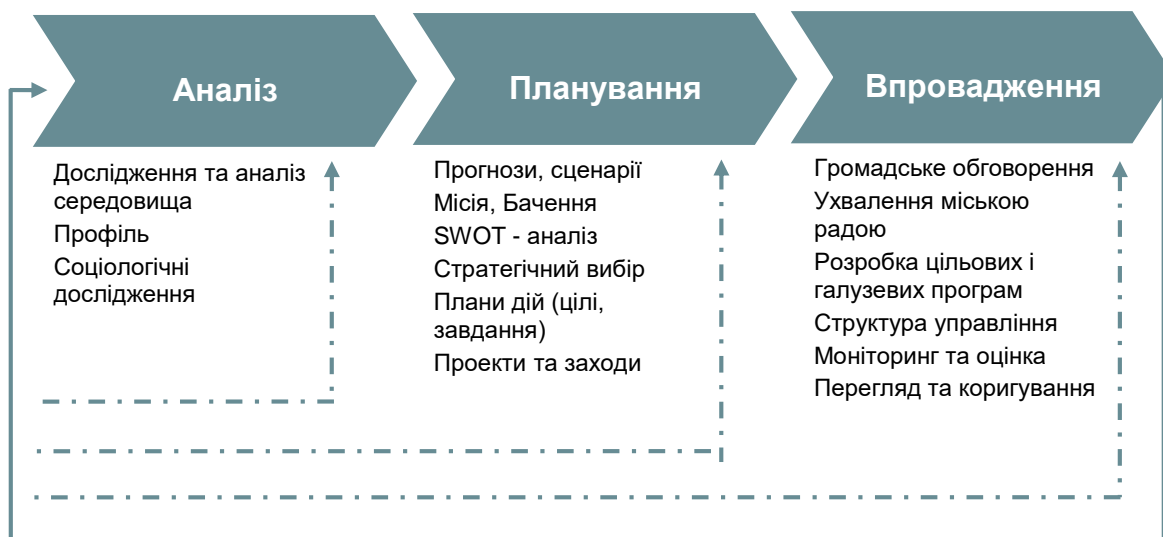 Аналіз
Дослідження та аналіз
середовища
Профіль
Соціологічні
дослідження
Планування
Прогнози, сценарії
Місія, Бачення
SWOT - аналіз
Стратегічний вибір
Плани дій (цілі,
завдання)
Проекти та заходи
Впровадження
Громадське обговорення
Ухвалення міською
радою
Розробка цільових і
галузевих програм
Структура управління
Моніторинг та оцінка
Перегляд та коригування